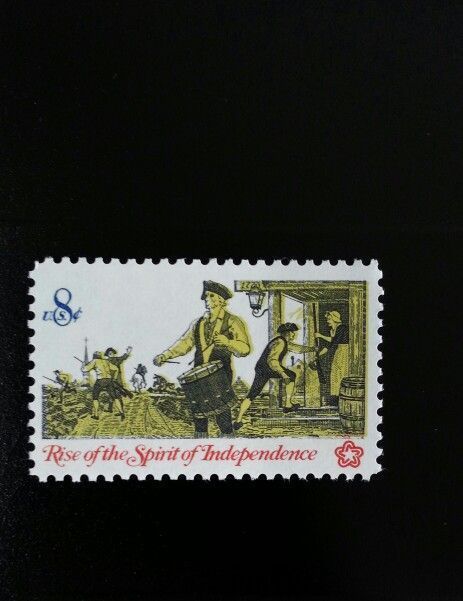 8
U.S. ¢
Rise of the Spirit of Independence